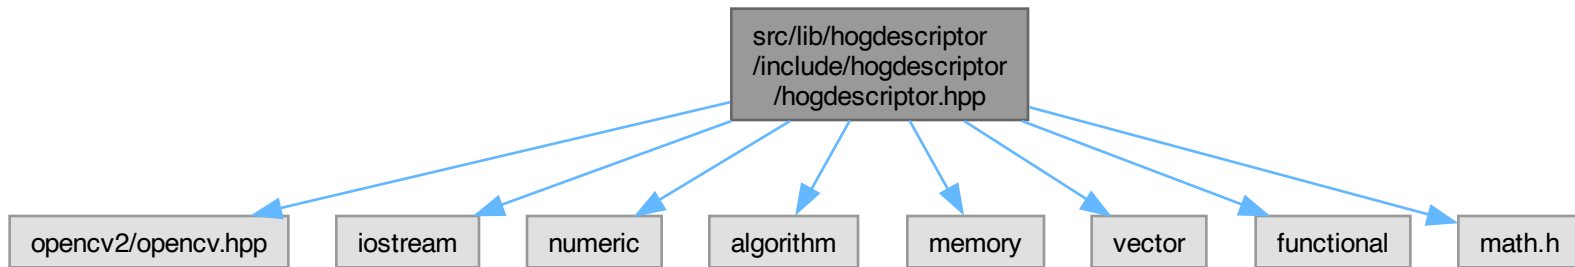 src/lib/hogdescriptor
/include/hogdescriptor
/hogdescriptor.hpp
opencv2/opencv.hpp
iostream
numeric
algorithm
memory
vector
functional
math.h